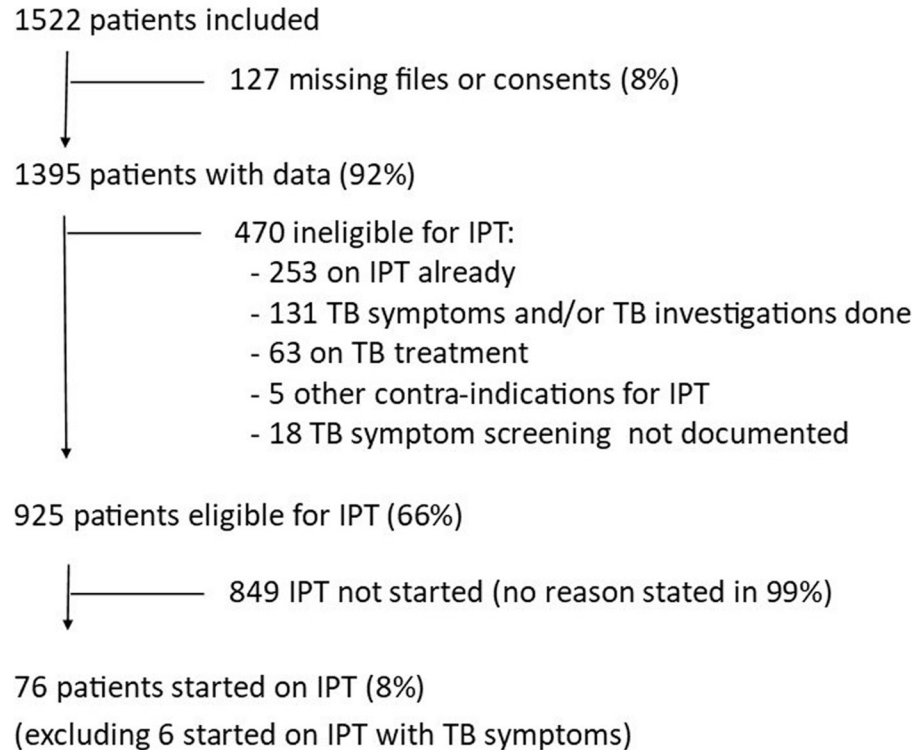 1522 patients included
127 missing files or consents (8%)
1395 patients with data (92%)
470 ineligible for IPT:
- 253 on IPT already
- 131 TB symptoms and/or TB investigations done
- 63 on TB treatment
- 5 other contra-indications for IPT
- 18 TB symptom screening not documented
925 patients eligible for IPT (66%)
849 IPT not started (no reason stated in 99%)
76 patients started on IPT (8%)
(excluding 6 started on IPT with TB symptoms)